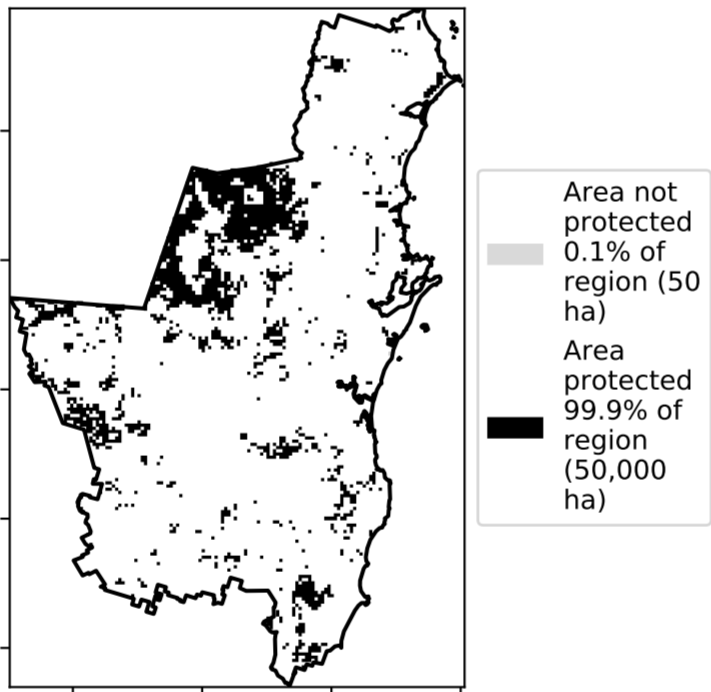 Area not
protected
0.1% of
region (50
ha)
Area
protected
99.9% of
region
(50,000
ha)